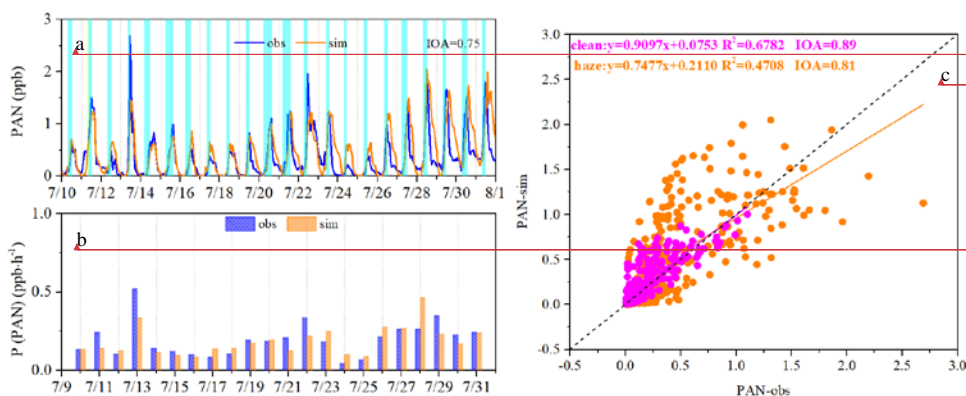 3
a
obs sim IOA=0.75
2
1
0
PAN (ppb)
7/10 7/12 7/14 7/16 7/18 7/20 7/22 7/24 7/26 7/28 7/30 8/1
1.0
b
obs sim
0.5
0.0
P (PAN) (ppb·h⁻¹)
7/9 7/11 7/13 7/15 7/17 7/19 7/21 7/23 7/25 7/27 7/29 7/31
3.0
clean:y=0.9097x+0.0753 R²=0.6782 IOA=0.89
haze:y=0.7477x+0.2110 R²=0.4708 IOA=0.81
c
2.5
2.0
1.5
1.0
0.5
0.0
-0.5
PAN-sim
-0.5 0.0 0.5 1.0 1.5 2.0 2.5 3.0
PAN-obs